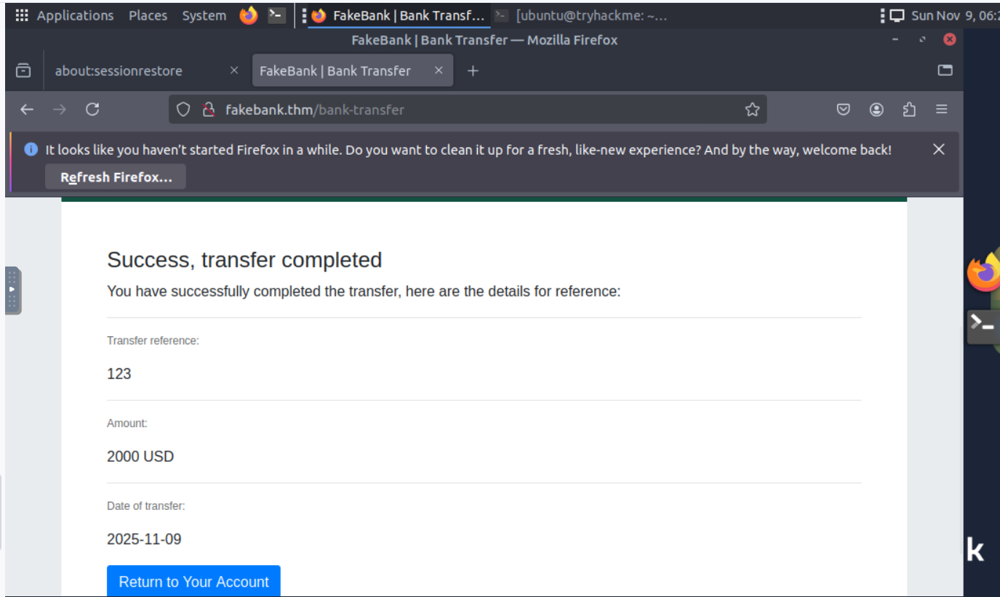 Applications Places System FakeBank | Bank Transf... [ubuntu@tryhackme: ~... Sun Nov 9, 06:2
FakeBank | Bank Transfer — Mozilla Firefox
about:sessionrestore FakeBank | Bank Transfer
fakebank.thm/bank-transfer
It looks like you haven't started Firefox in a while. Do you want to clean it up for a fresh, like-new experience? And by the way, welcome back!
Refresh Firefox...
Success, transfer completed
You have successfully completed the transfer, here are the details for reference:
Transfer reference:
123
Amount:
2000 USD
Date of transfer:
2025-11-09
k
Return to Your Account